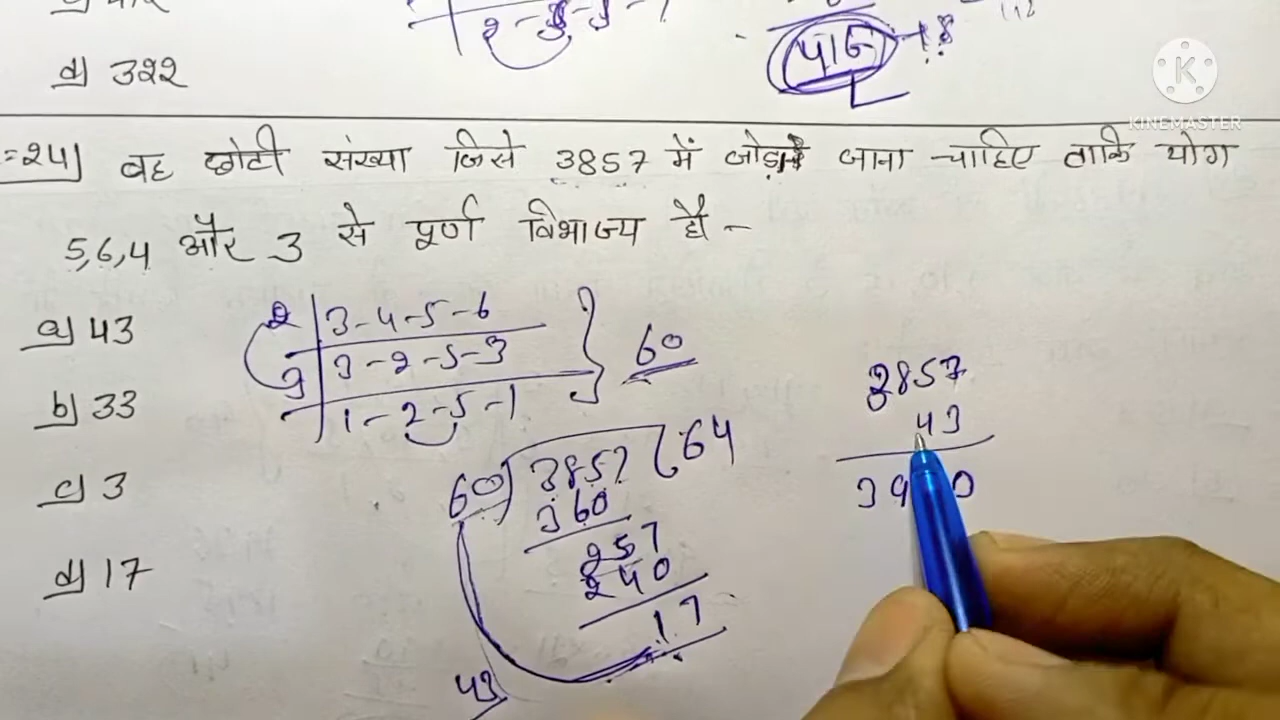 d) 322
KINEMASTER
=24) वह छोटी संख्या जिसे 3857 में जोड़ा जाना चाहिए ताकि योग
5,6,4 और 3 से पूर्ण विभाज्य है -
a) 43
b) 33
c) 3
d) 17
2 3-4-5-6
3 3-2-5-3
1-2-5-1
60
60) 3857 (64
360
257
240
17
43
3857
43